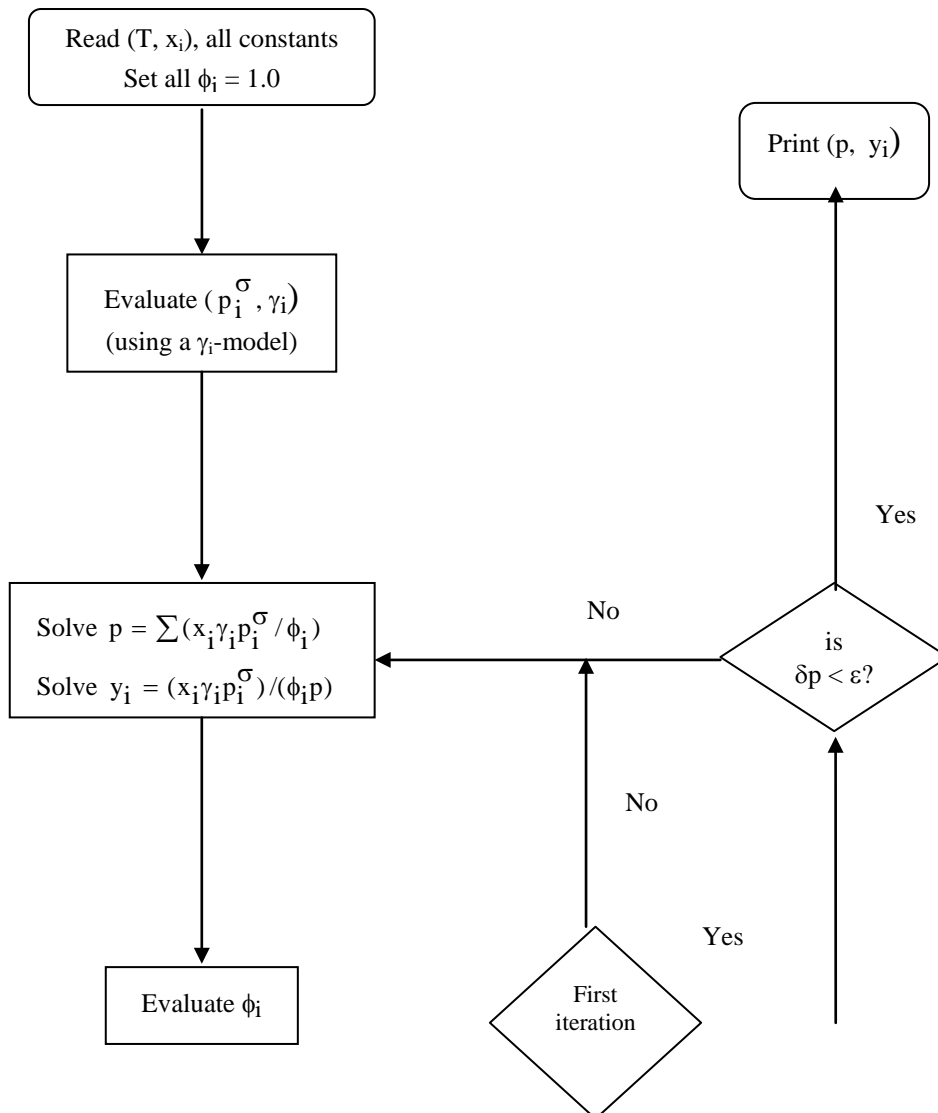 Read (T, xᵢ), all constants
Set all ϕᵢ = 1.0
Print (p, yᵢ)
Evaluate ( pᵢ^σ , γᵢ)
(using a γᵢ-model)
Yes
No
Solve p = ∑ (xᵢγᵢpᵢ^σ /ϕᵢ )
Solve yᵢ = (xᵢγᵢpᵢ^σ )/(ϕᵢp)
is
δp < ε?
No
Yes
First
iteration
Evaluate ϕᵢ